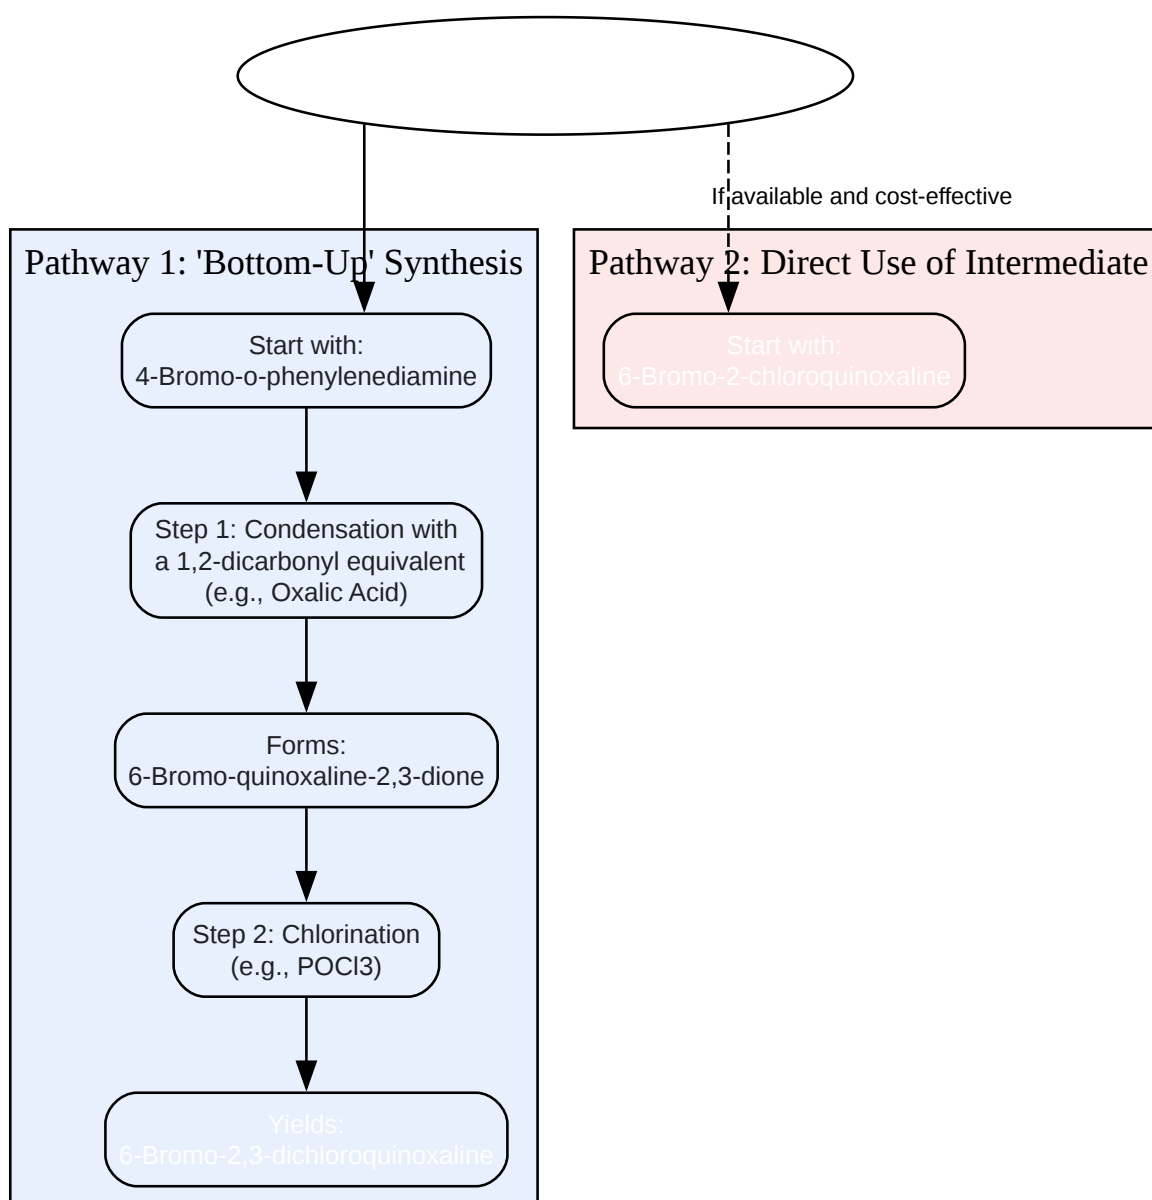 If available and cost-effective
Pathway 1: 'Bottom-Up' Synthesis
Start with:
4-Bromo-o-phenylenediamine
Step 1: Condensation with
a 1,2-dicarbonyl equivalent
(e.g., Oxalic Acid)
Forms:
6-Bromo-quinoxaline-2,3-dione
Step 2: Chlorination
(e.g., POCl3)
Yields:
6-Bromo-2,3-dichloroquinoxaline
Pathway 2: Direct Use of Intermediate
Start with:
6-Bromo-2-chloroquinoxaline